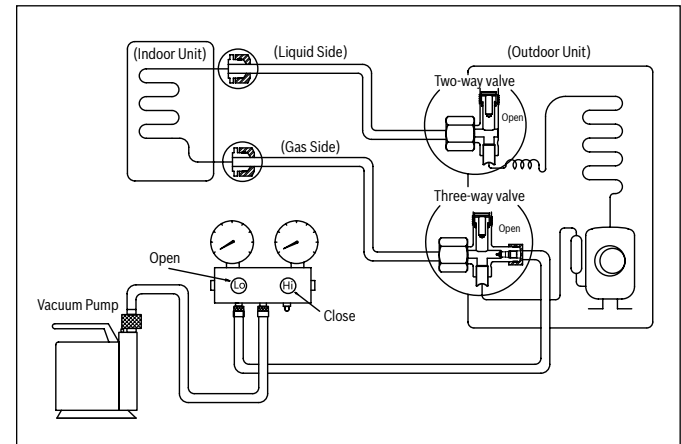 (Indoor Unit)
(Liquid Side)
(Outdoor Unit)
Two-way valve
Open
(Gas Side)
Three-way valve
Open
Open
Lo
Hi
Close
Vacuum Pump